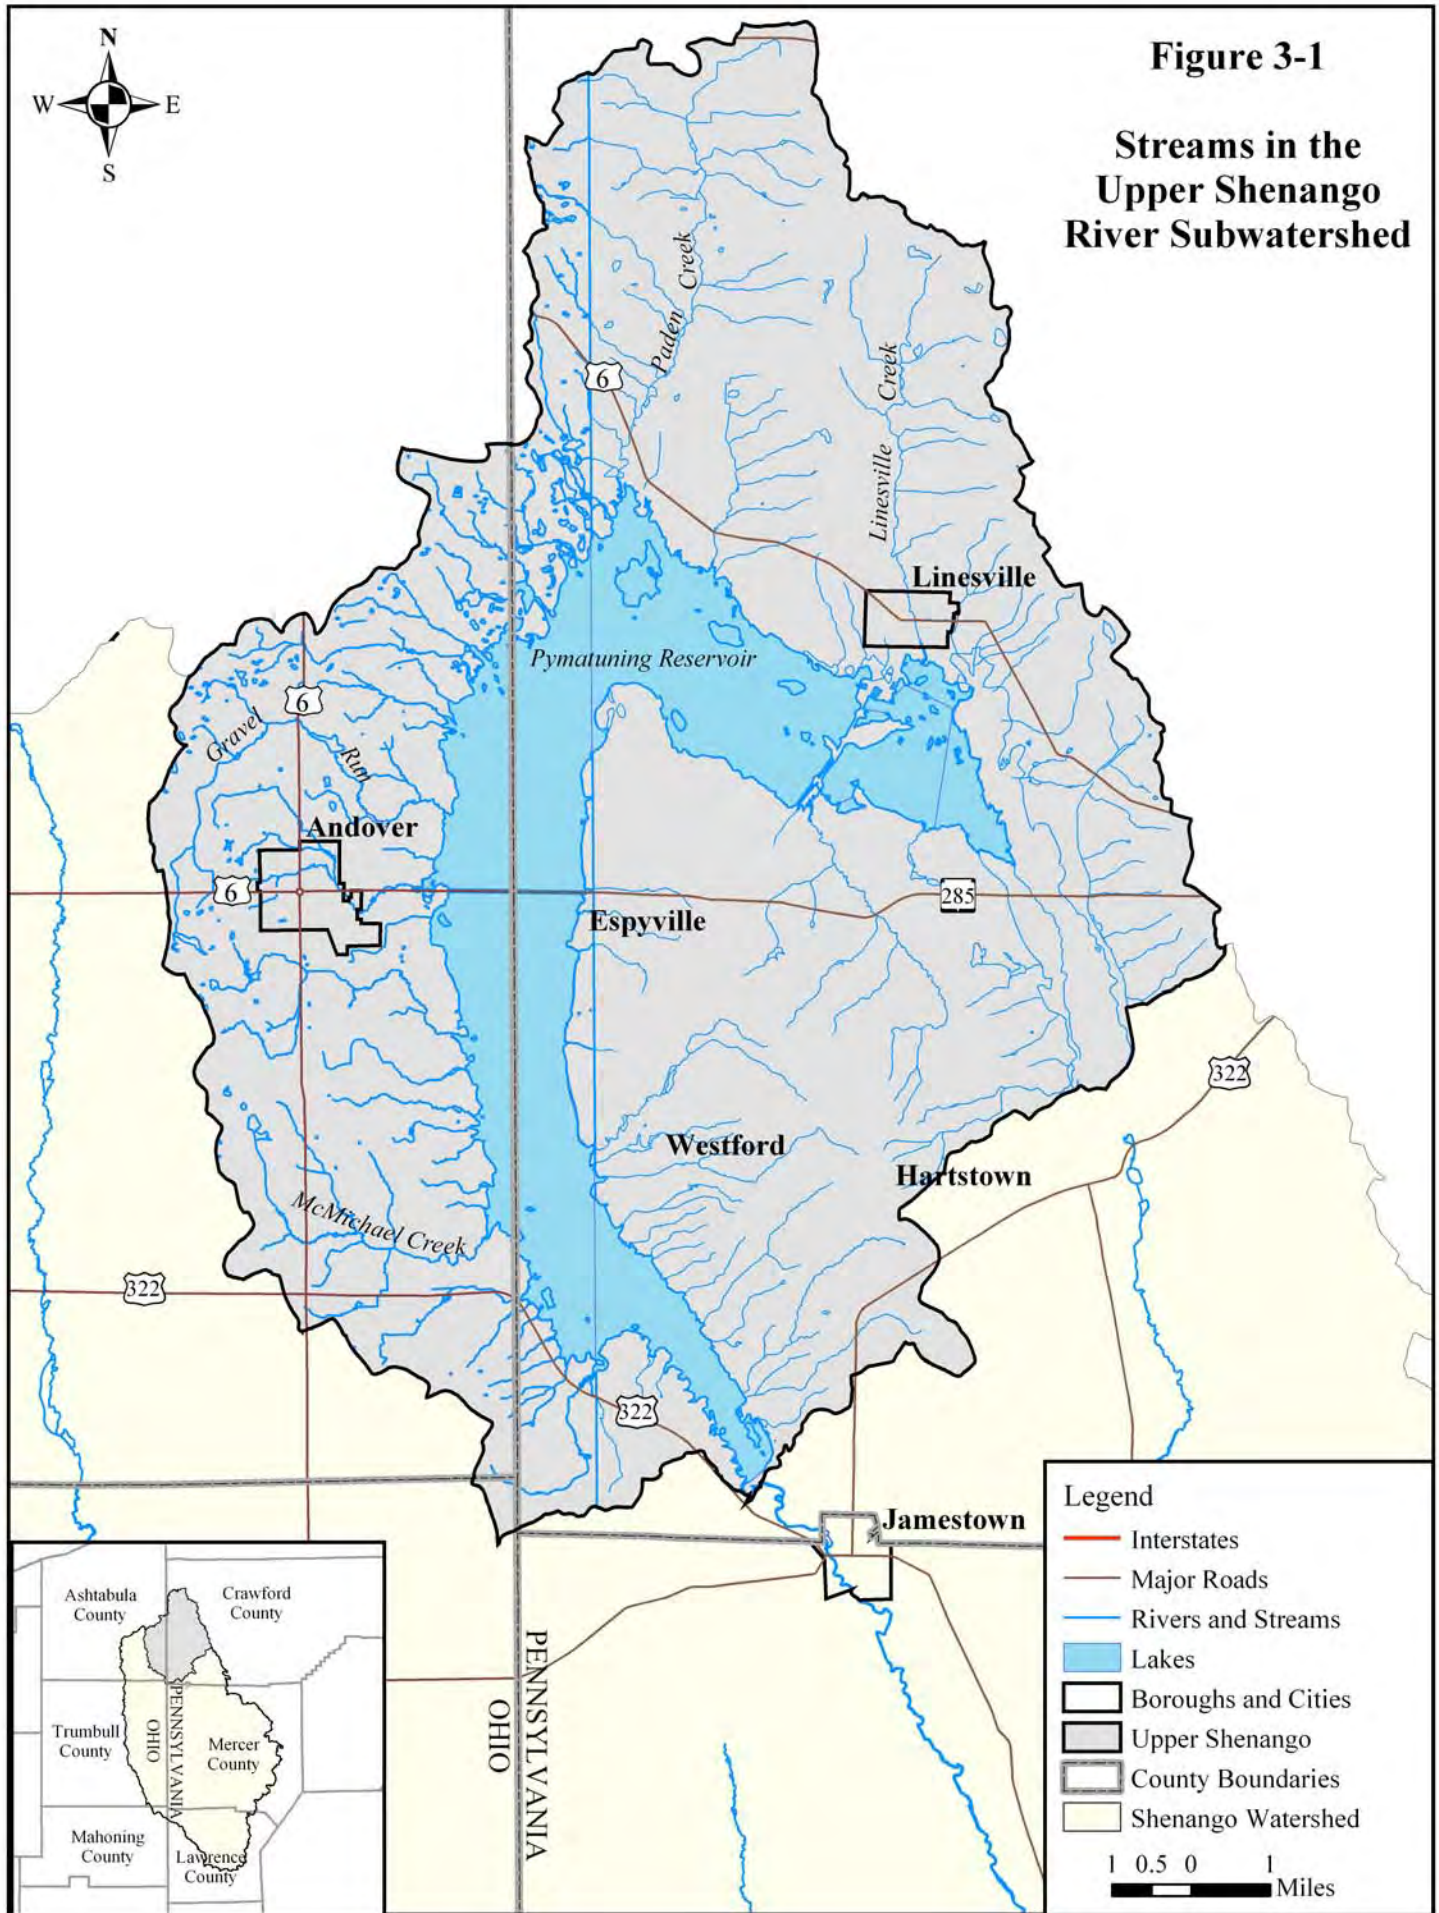 Figure 3-1
Streams in the
Upper Shenango
River Subwatershed
N
W E
S
Paden Creek
6
Linesville Creek
Linesville
Pymatuning Reservoir
6
Gravel Run
Andover
6
285
Espyville
322
Westford
Hartstown
McMichael Creek
322
322
Jamestown
PENNSYLVANIA
OHIO
Legend
Interstates
Major Roads
Rivers and Streams
Lakes
Boroughs and Cities
Upper Shenango
County Boundaries
Shenango Watershed
1 0.5 0 1
Miles
Ashtabula
County
Crawford
County
PENNSYLVANIA
OHIO
Trumbull
County
Mercer
County
Mahoning
County
Lawrence
County